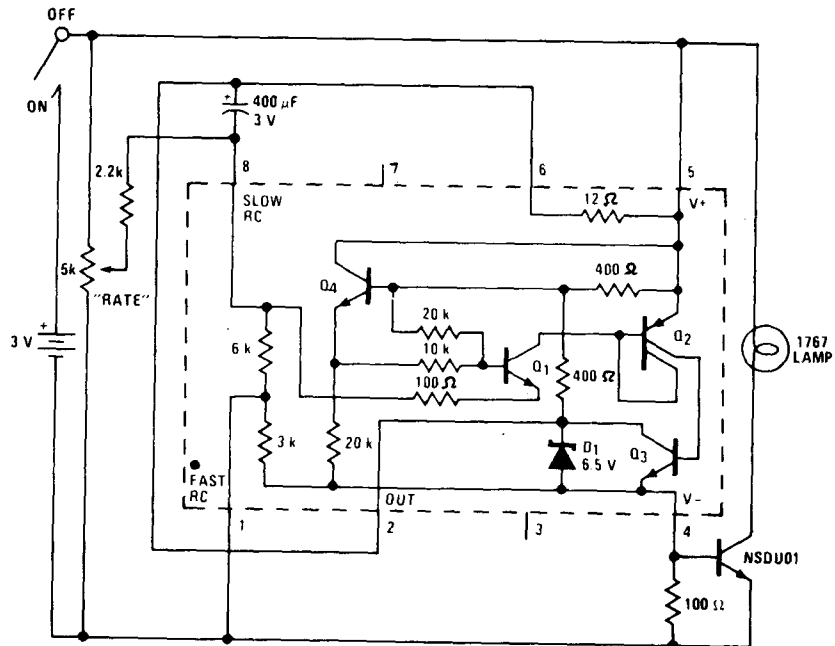 OFF
ON
+
400 µF
3 V
8
7
6
5
2.2k
SLOW
RC
12 Ω
V+
5k
"RATE"
Q4
400 Ω
20 k
Q2
1767
LAMP
+
3 V
6 k
10 k
Q1
100 Ω
400 Ω
3 k
20 k
D1
6.5 V
Q3
FAST
RC
OUT
V–
1
2
3
4
NSDU01
100 Ω